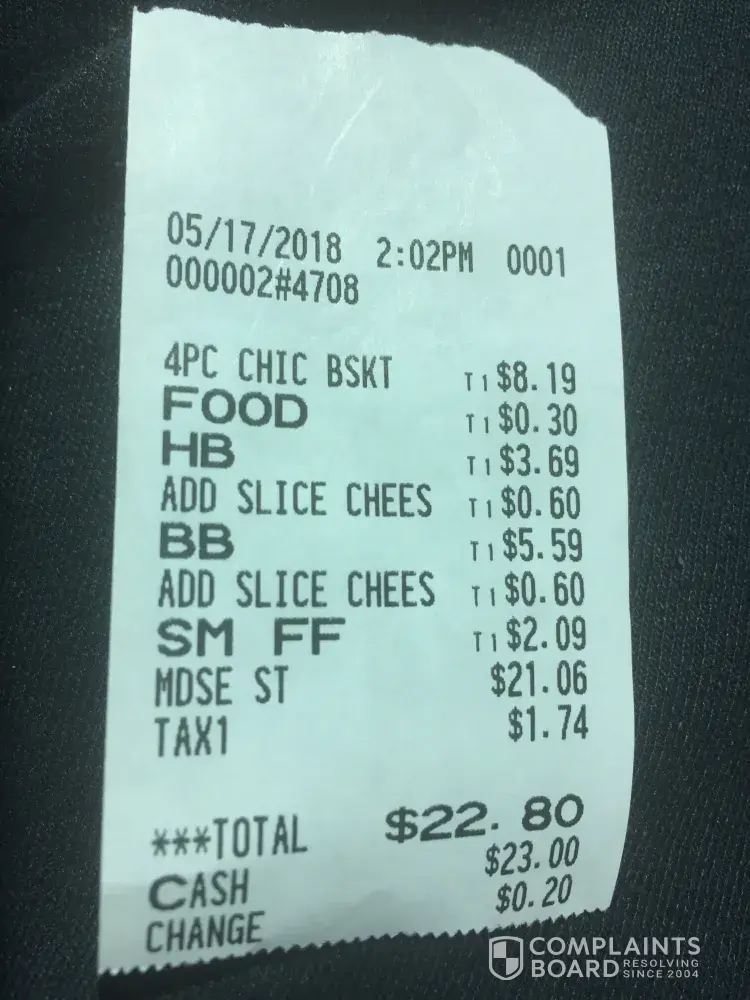 05/17/2018 2:02PM 0001
000002#4708
4PC CHIC BSKT T1 $8.19
FOOD T1 $0.30
HB T1 $3.69
ADD SLICE CHEES T1 $0.60
BB T1 $5.59
ADD SLICE CHEES T1 $0.60
SM FF T1 $2.09
MDSE ST $21.06
TAX1 $1.74
***TOTAL $22.80
CASH $23.00
CHANGE $0.20
COMPLAINTS
BOARD RESOLVING SINCE 2004